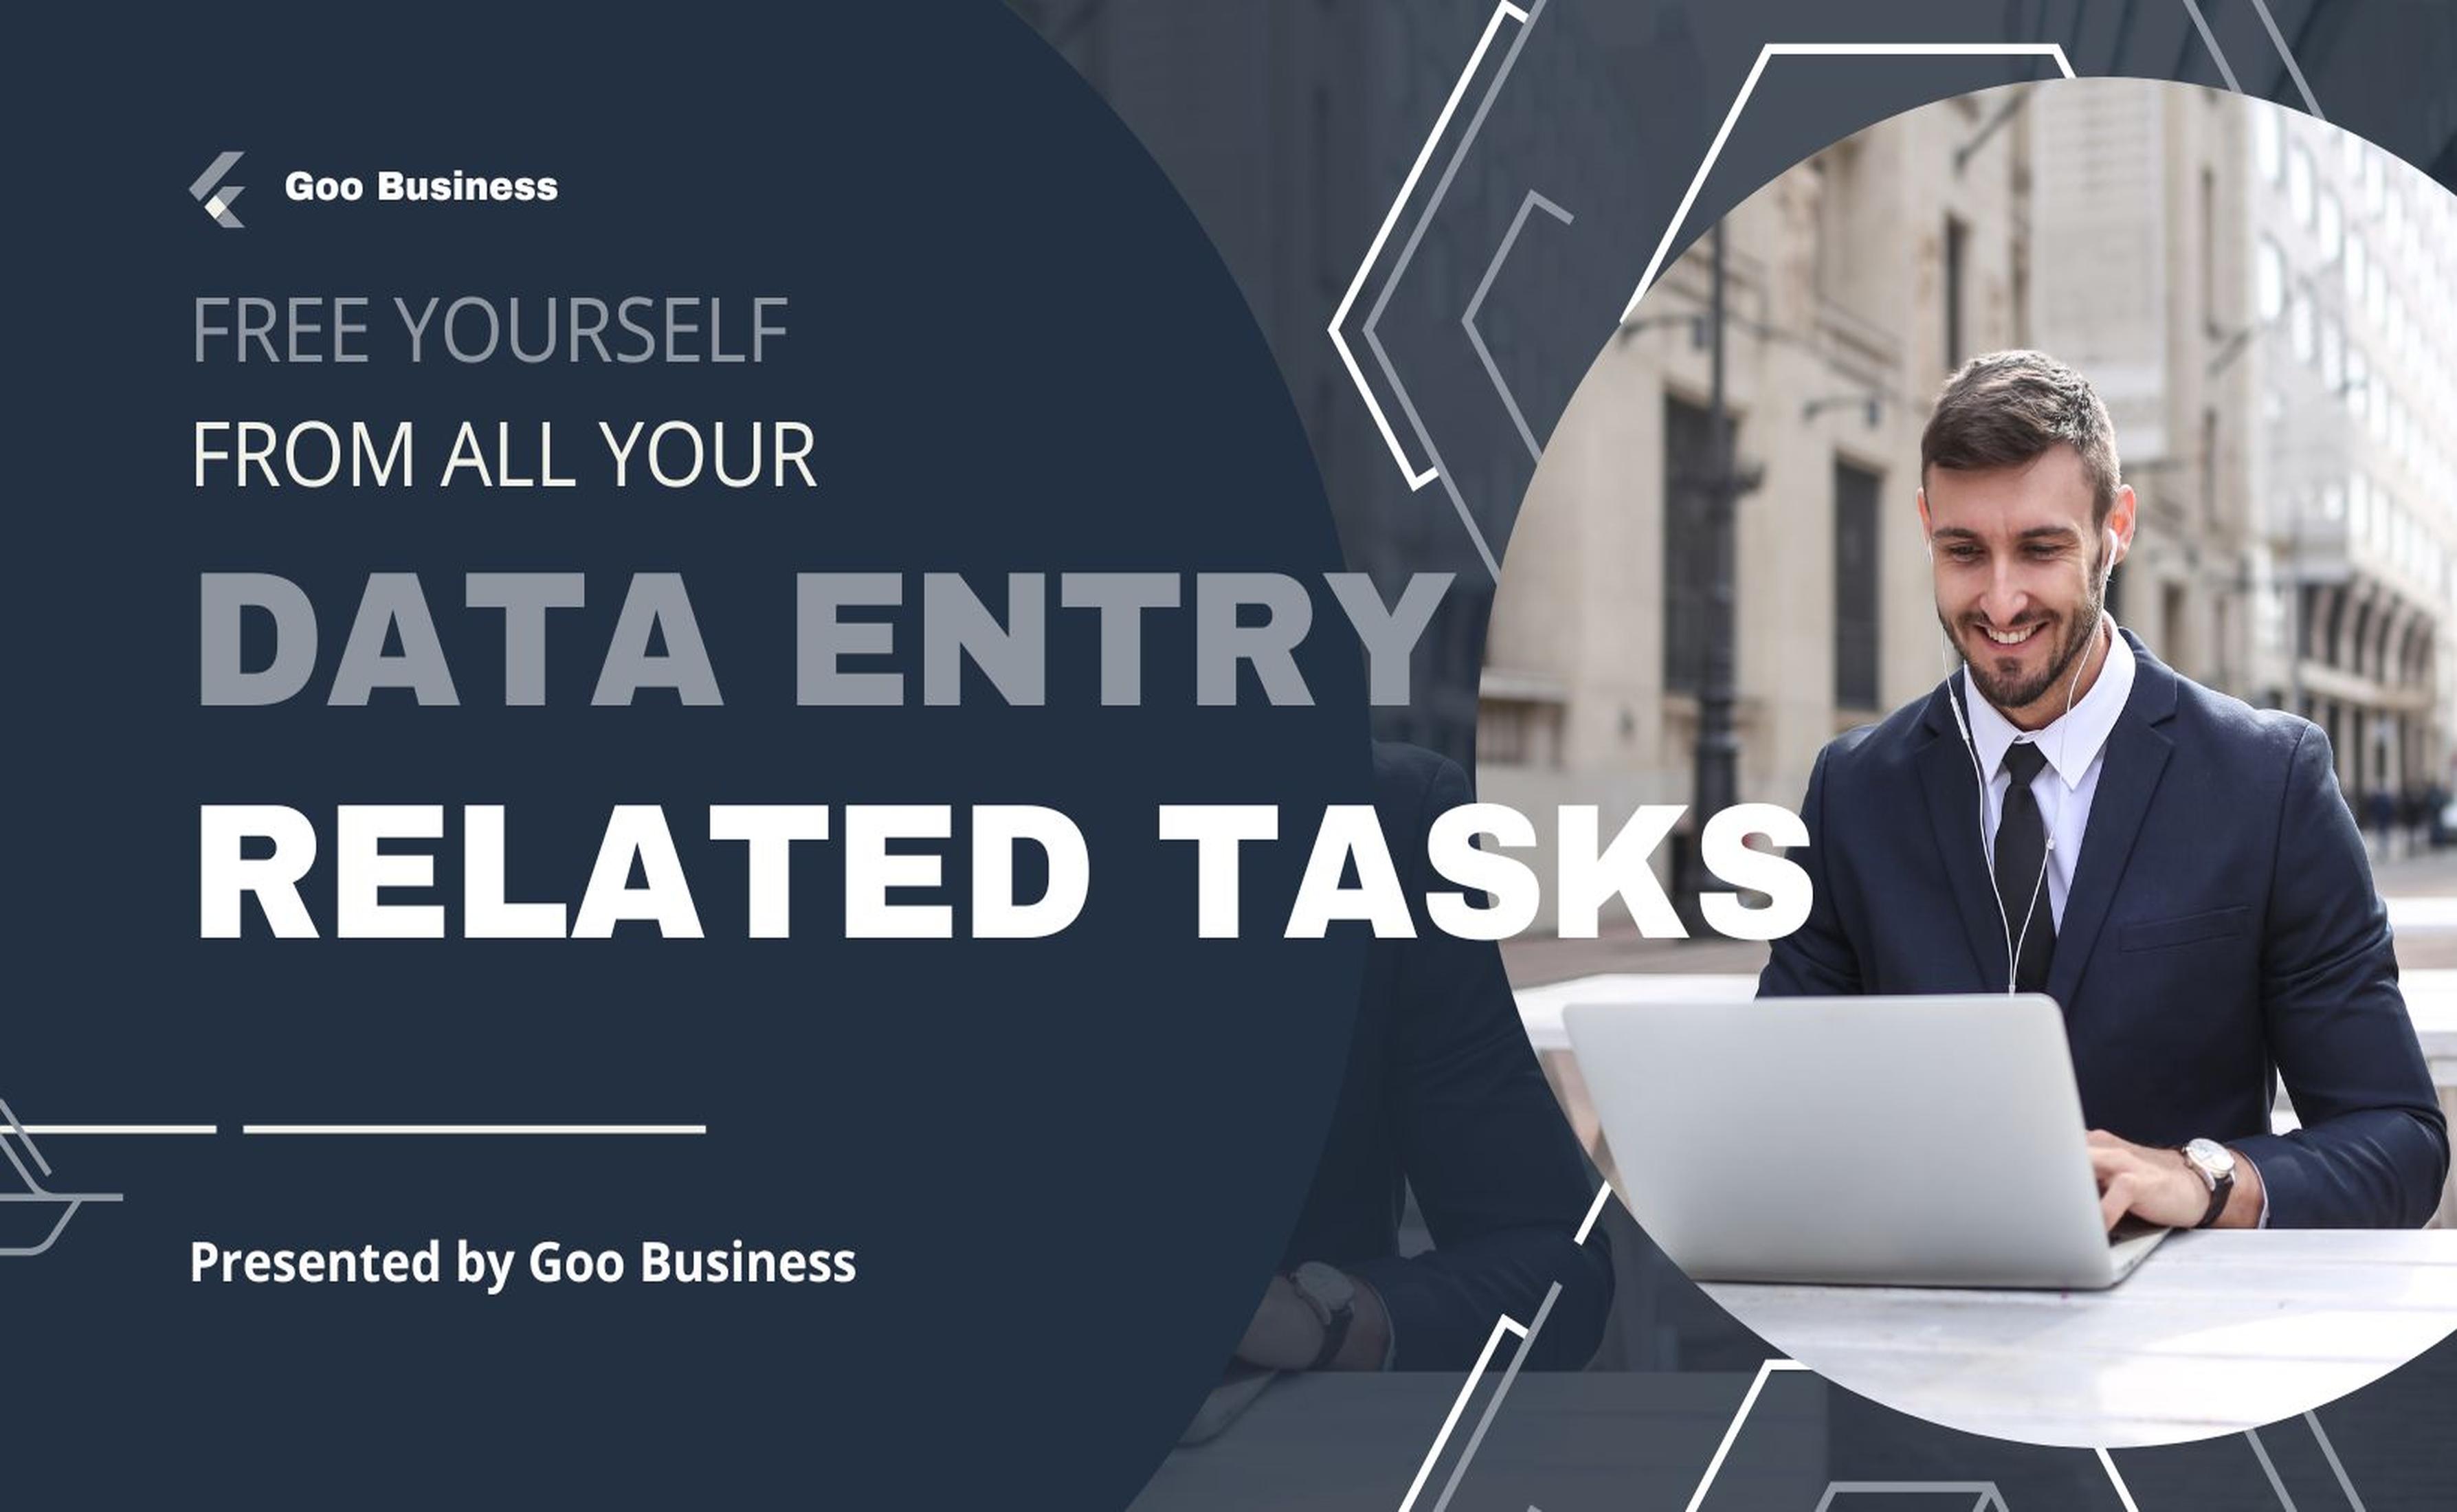 Goo Business
FREE YOURSELF
FROM ALL YOUR
DATA ENTRY
RELATED TASKS
Presented by Goo Business